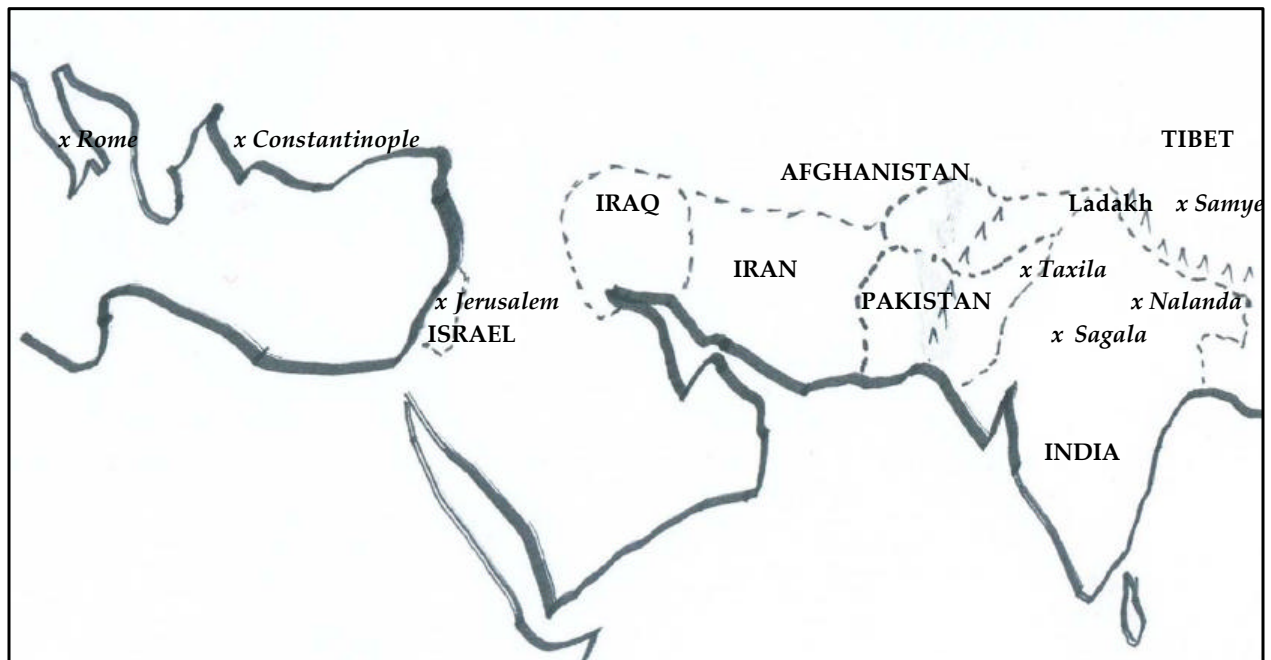 x Rome
x Constantinople
TIBET
AFGHANISTAN
IRAQ
Ladakh
x Samye
IRAN
x Taxila
x Jerusalem
PAKISTAN
x Nalanda
ISRAEL
x Sagala
INDIA